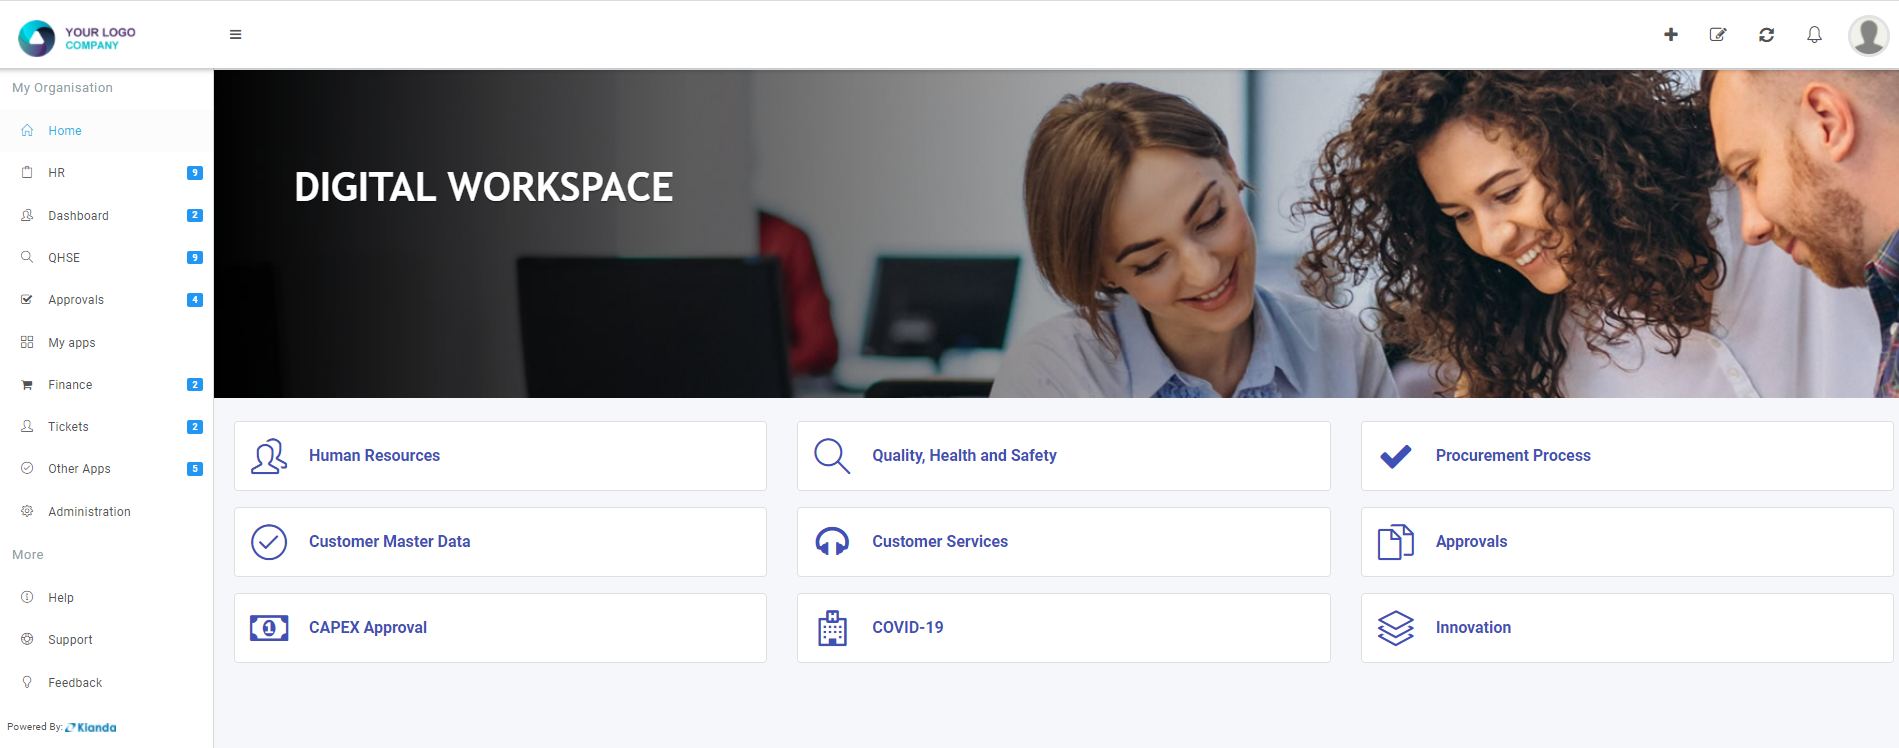 YOUR LOGO
COMPANY
My Organisation
Home
HR 9
Dashboard 2
QHSE 9
Approvals 4
My apps
Finance 2
Tickets 2
Other Apps 5
Administration
More
Help
Support
Feedback
Powered By: Kianda
DIGITAL WORKSPACE
Human Resources
Quality, Health and Safety
Procurement Process
Customer Master Data
Customer Services
Approvals
1
CAPEX Approval
H
COVID-19
Innovation